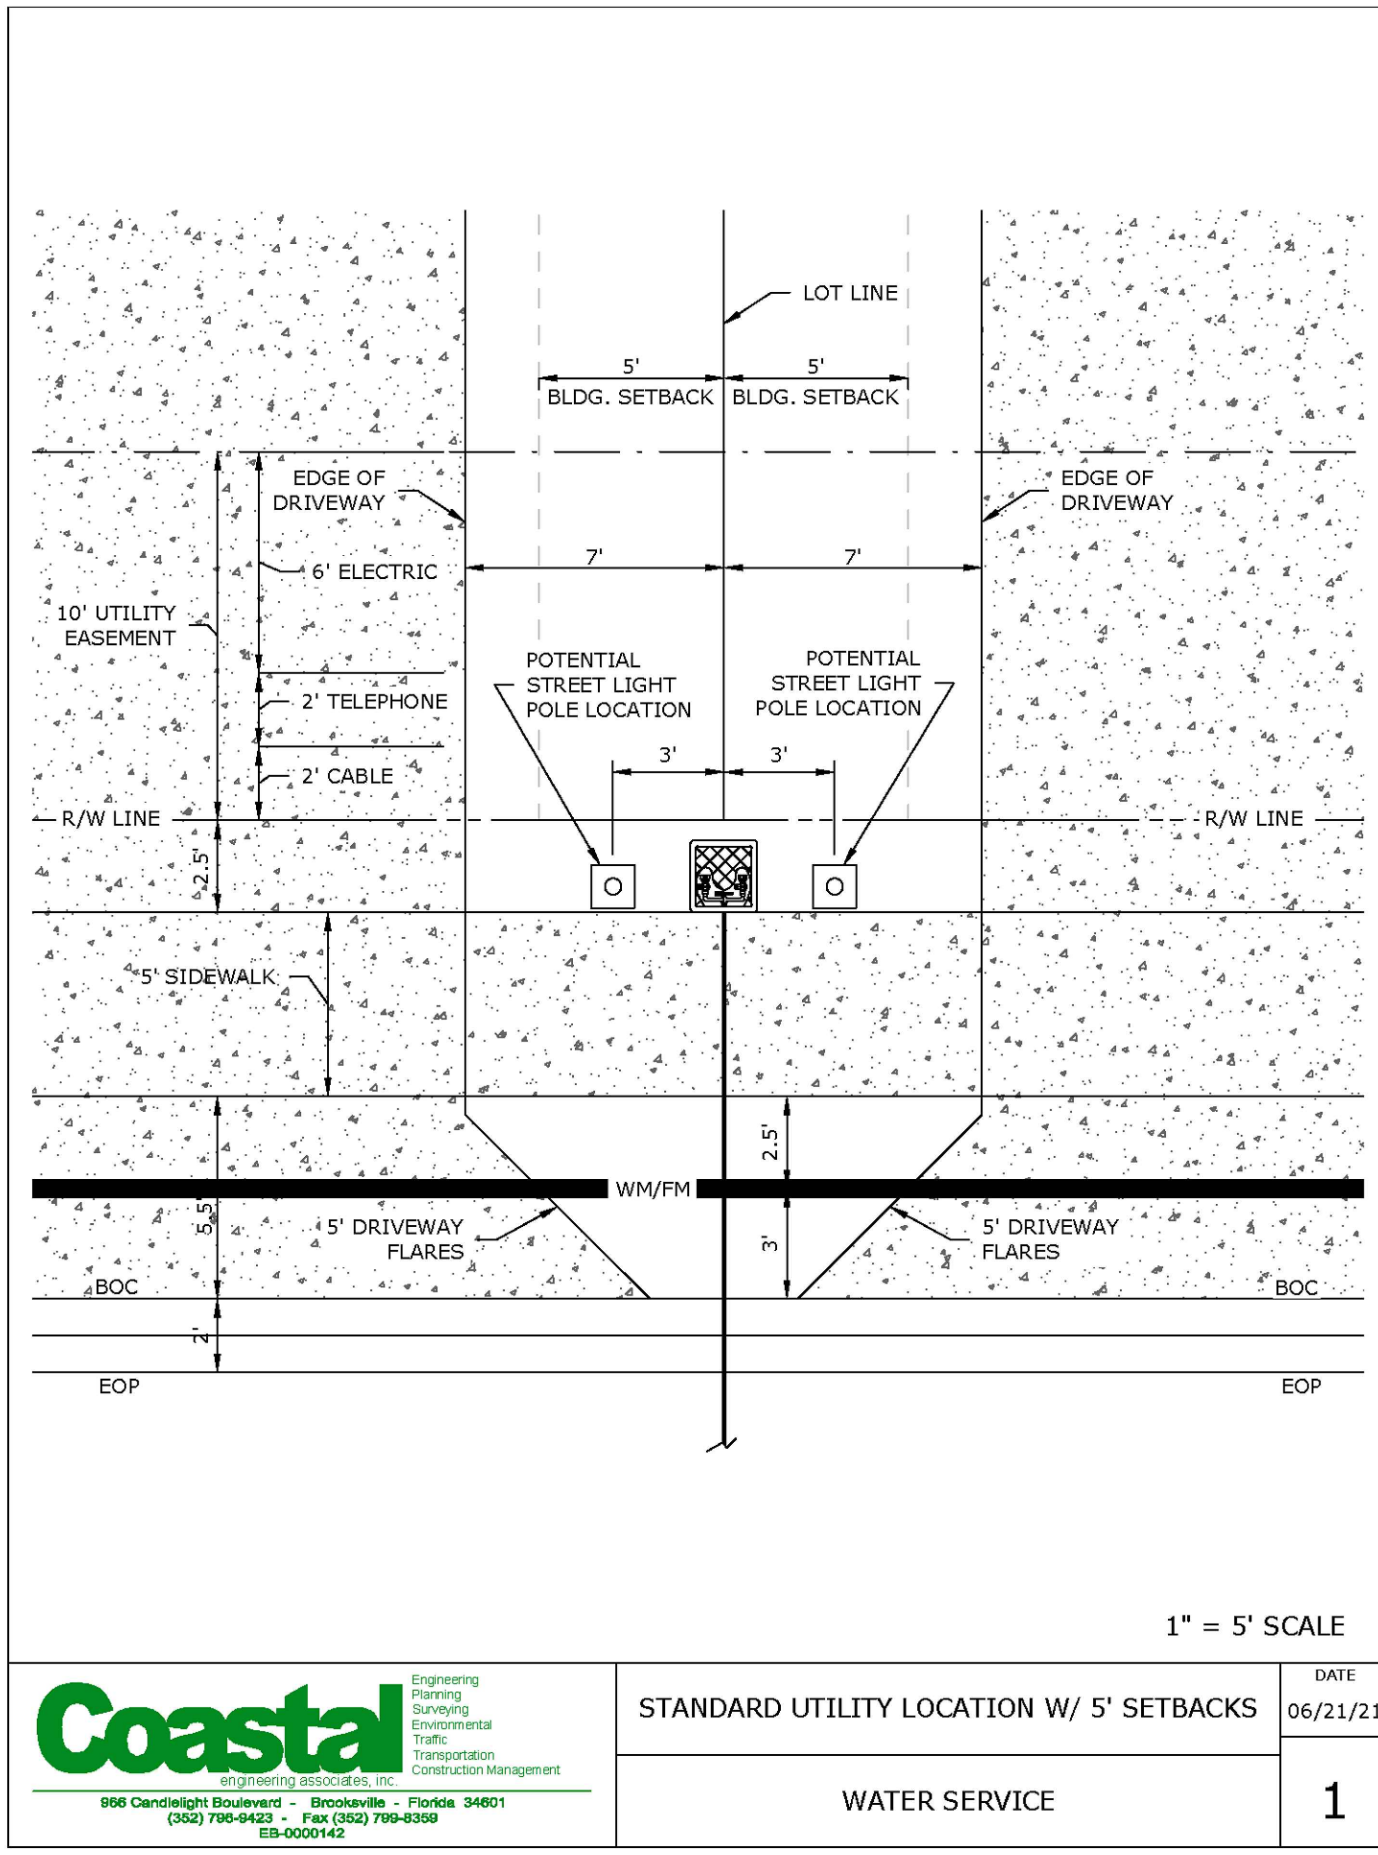 LOT LINE
5'
5'
BLDG. SETBACK
BLDG. SETBACK
EDGE OF
DRIVEWAY
EDGE OF
DRIVEWAY
7'
7'
6' ELECTRIC
10' UTILITY
EASEMENT
POTENTIAL
STREET LIGHT
POLE LOCATION
POTENTIAL
STREET LIGHT
POLE LOCATION
2' TELEPHONE
3'
3'
2' CABLE
R/W LINE
R/W LINE
2.5'
5' SIDEWALK
2.5'
WM/FM
5.5'
5' DRIVEWAY
FLARES
3'
5' DRIVEWAY
FLARES
BOC
BOC
2'
EOP
EOP
1" = 5' SCALE
Coastal
engineering associates, inc.
Engineering
Planning
Surveying
Environmental
Traffic
Transportation
Construction Management
966 Candlelight Boulevard - Brooksville - Florida 34601
(352) 796-9423 - Fax (352) 799-8359
EB-0000142
STANDARD UTILITY LOCATION W/ 5' SETBACKS
WATER SERVICE
DATE
06/21/21
1